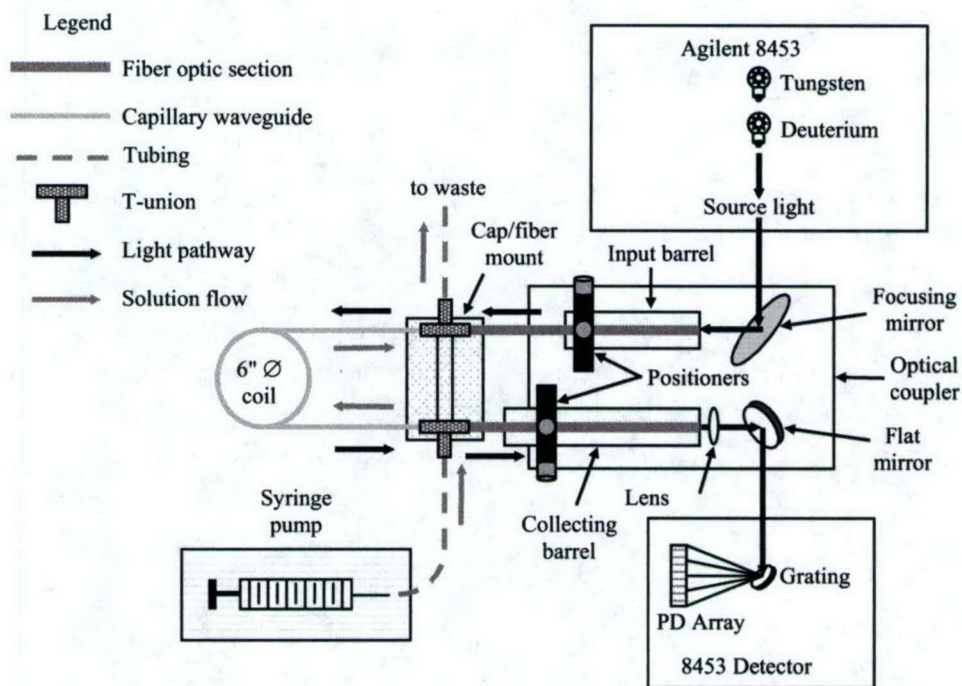 Legend
Fiber optic section
Capillary waveguide
Tubing
T-union
Light pathway
Solution flow
Agilent 8453
Tungsten
Deuterium
Source light
to waste
Cap/fiber
mount
Input barrel
Focusing
mirror
6" Ø
coil
Positioners
Optical
coupler
Flat
mirror
Lens
Collecting
barrel
Syringe
pump
Grating
PD Array
8453 Detector